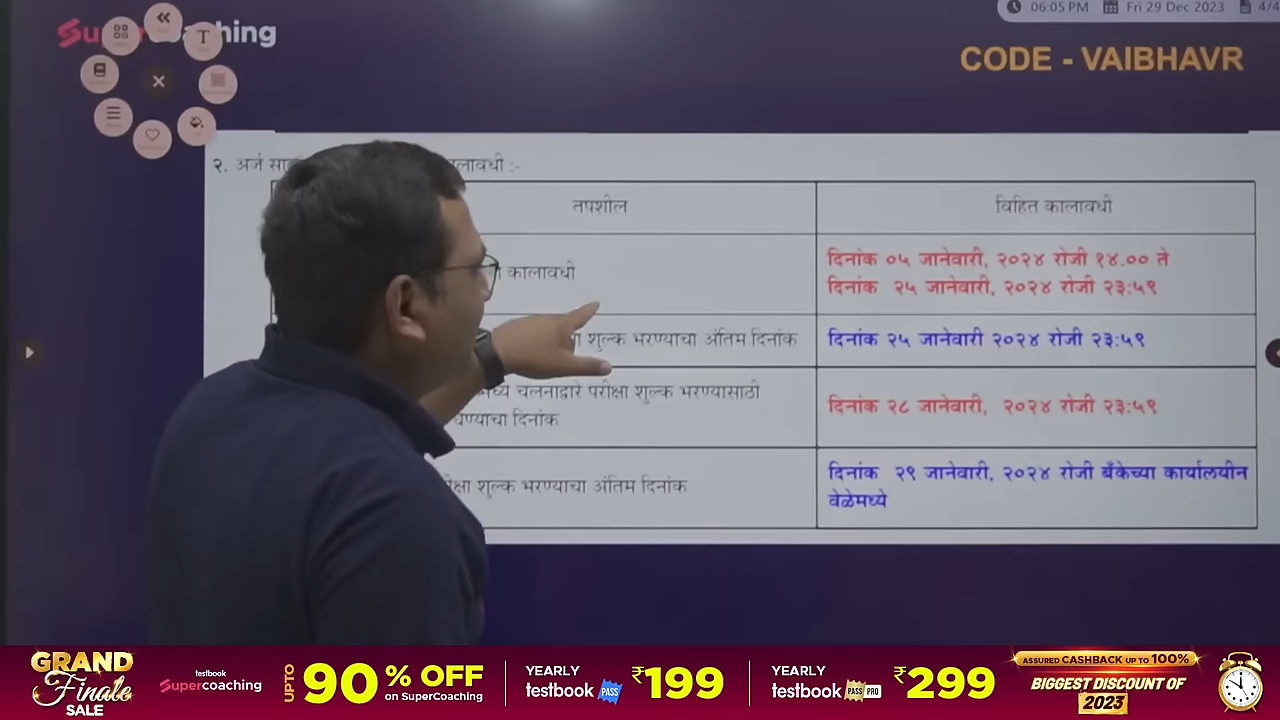 06:05 PM Fri 29 Dec 2023 4/4
CODE - VAIBHAVR
T
२. अर्ज कालावधी :-
तपशील
विहित कालावधी
कालावधी
दिनांक ०५ जानेवारी, २०२४ रोजी १४.०० ते
दिनांक २५ जानेवारी, २०२४ रोजी २३:५९
शुल्क भरण्याचा अंतिम दिनांक
दिनांक २५ जानेवारी २०२४ रोजी २३:५९
चलनाद्वारे परीक्षा शुल्क भरण्यासाठी
घेण्याचा दिनांक
दिनांक २८ जानेवारी, २०२४ रोजी २३:५९
शुल्क भरण्याचा अंतिम दिनांक
दिनांक २९ जानेवारी, २०२४ रोजी बँकेच्या कार्यालयीन
वेळेमध्ये
GRAND
Finale
SALE
testbook
Supercoaching
UPTO
90% OFF
on SuperCoaching
YEARLY
testbook PASS
₹199
YEARLY
testbook PASS PRO
₹299
ASSURED CASHBACK UP TO 100%
BIGGEST DISCOUNT OF
2023